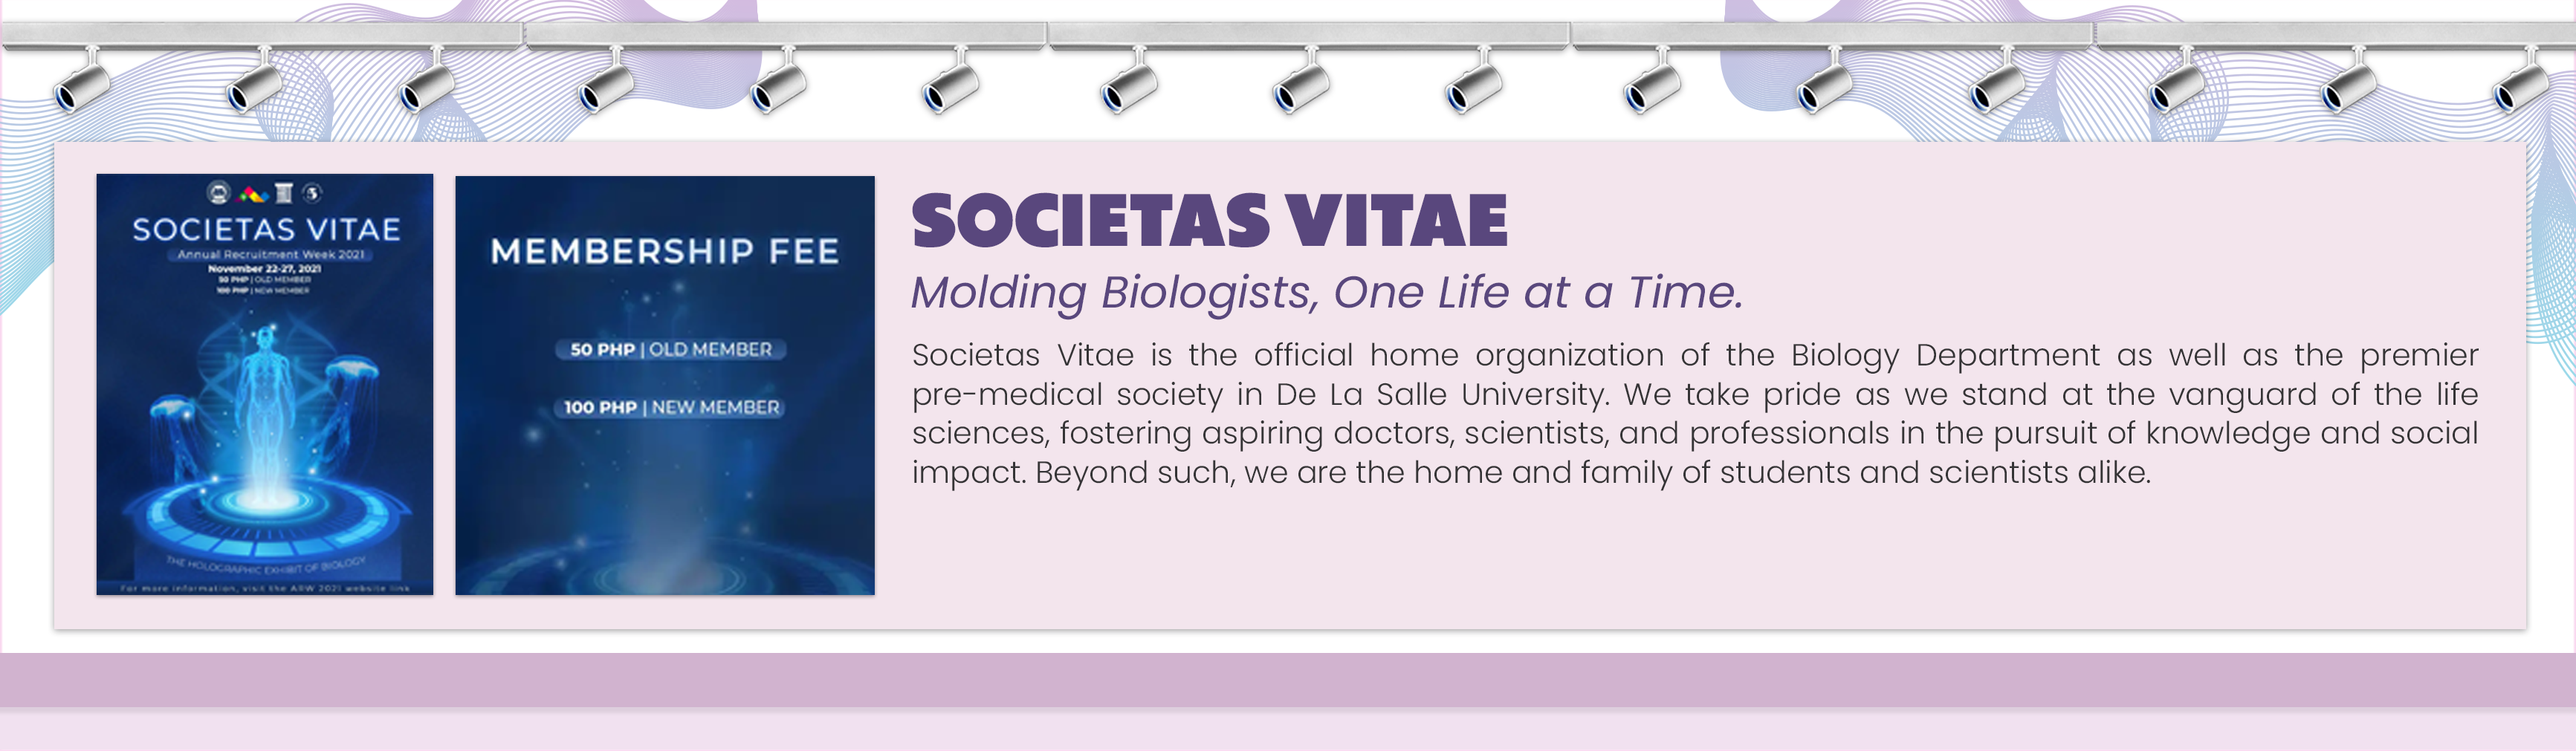 SOCIETAS VITAE
Annual Recruitment Week 2021
November 22-27, 2021
50 PHP | OLD MEMBER
100 PHP | NEW MEMBER
THE HOLOGRAPHIC EXHIBIT OF BIOLOGY
For more information, visit the ARW 2021 website link
MEMBERSHIP FEE
50 PHP | OLD MEMBER
100 PHP | NEW MEMBER
SOCIETAS VITAE
Molding Biologists, One Life at a Time.
Societas Vitae is the official home organization of the Biology Department as well as the premier
pre-medical society in De La Salle University. We take pride as we stand at the vanguard of the life
sciences, fostering aspiring doctors, scientists, and professionals in the pursuit of knowledge and social
impact. Beyond such, we are the home and family of students and scientists alike.